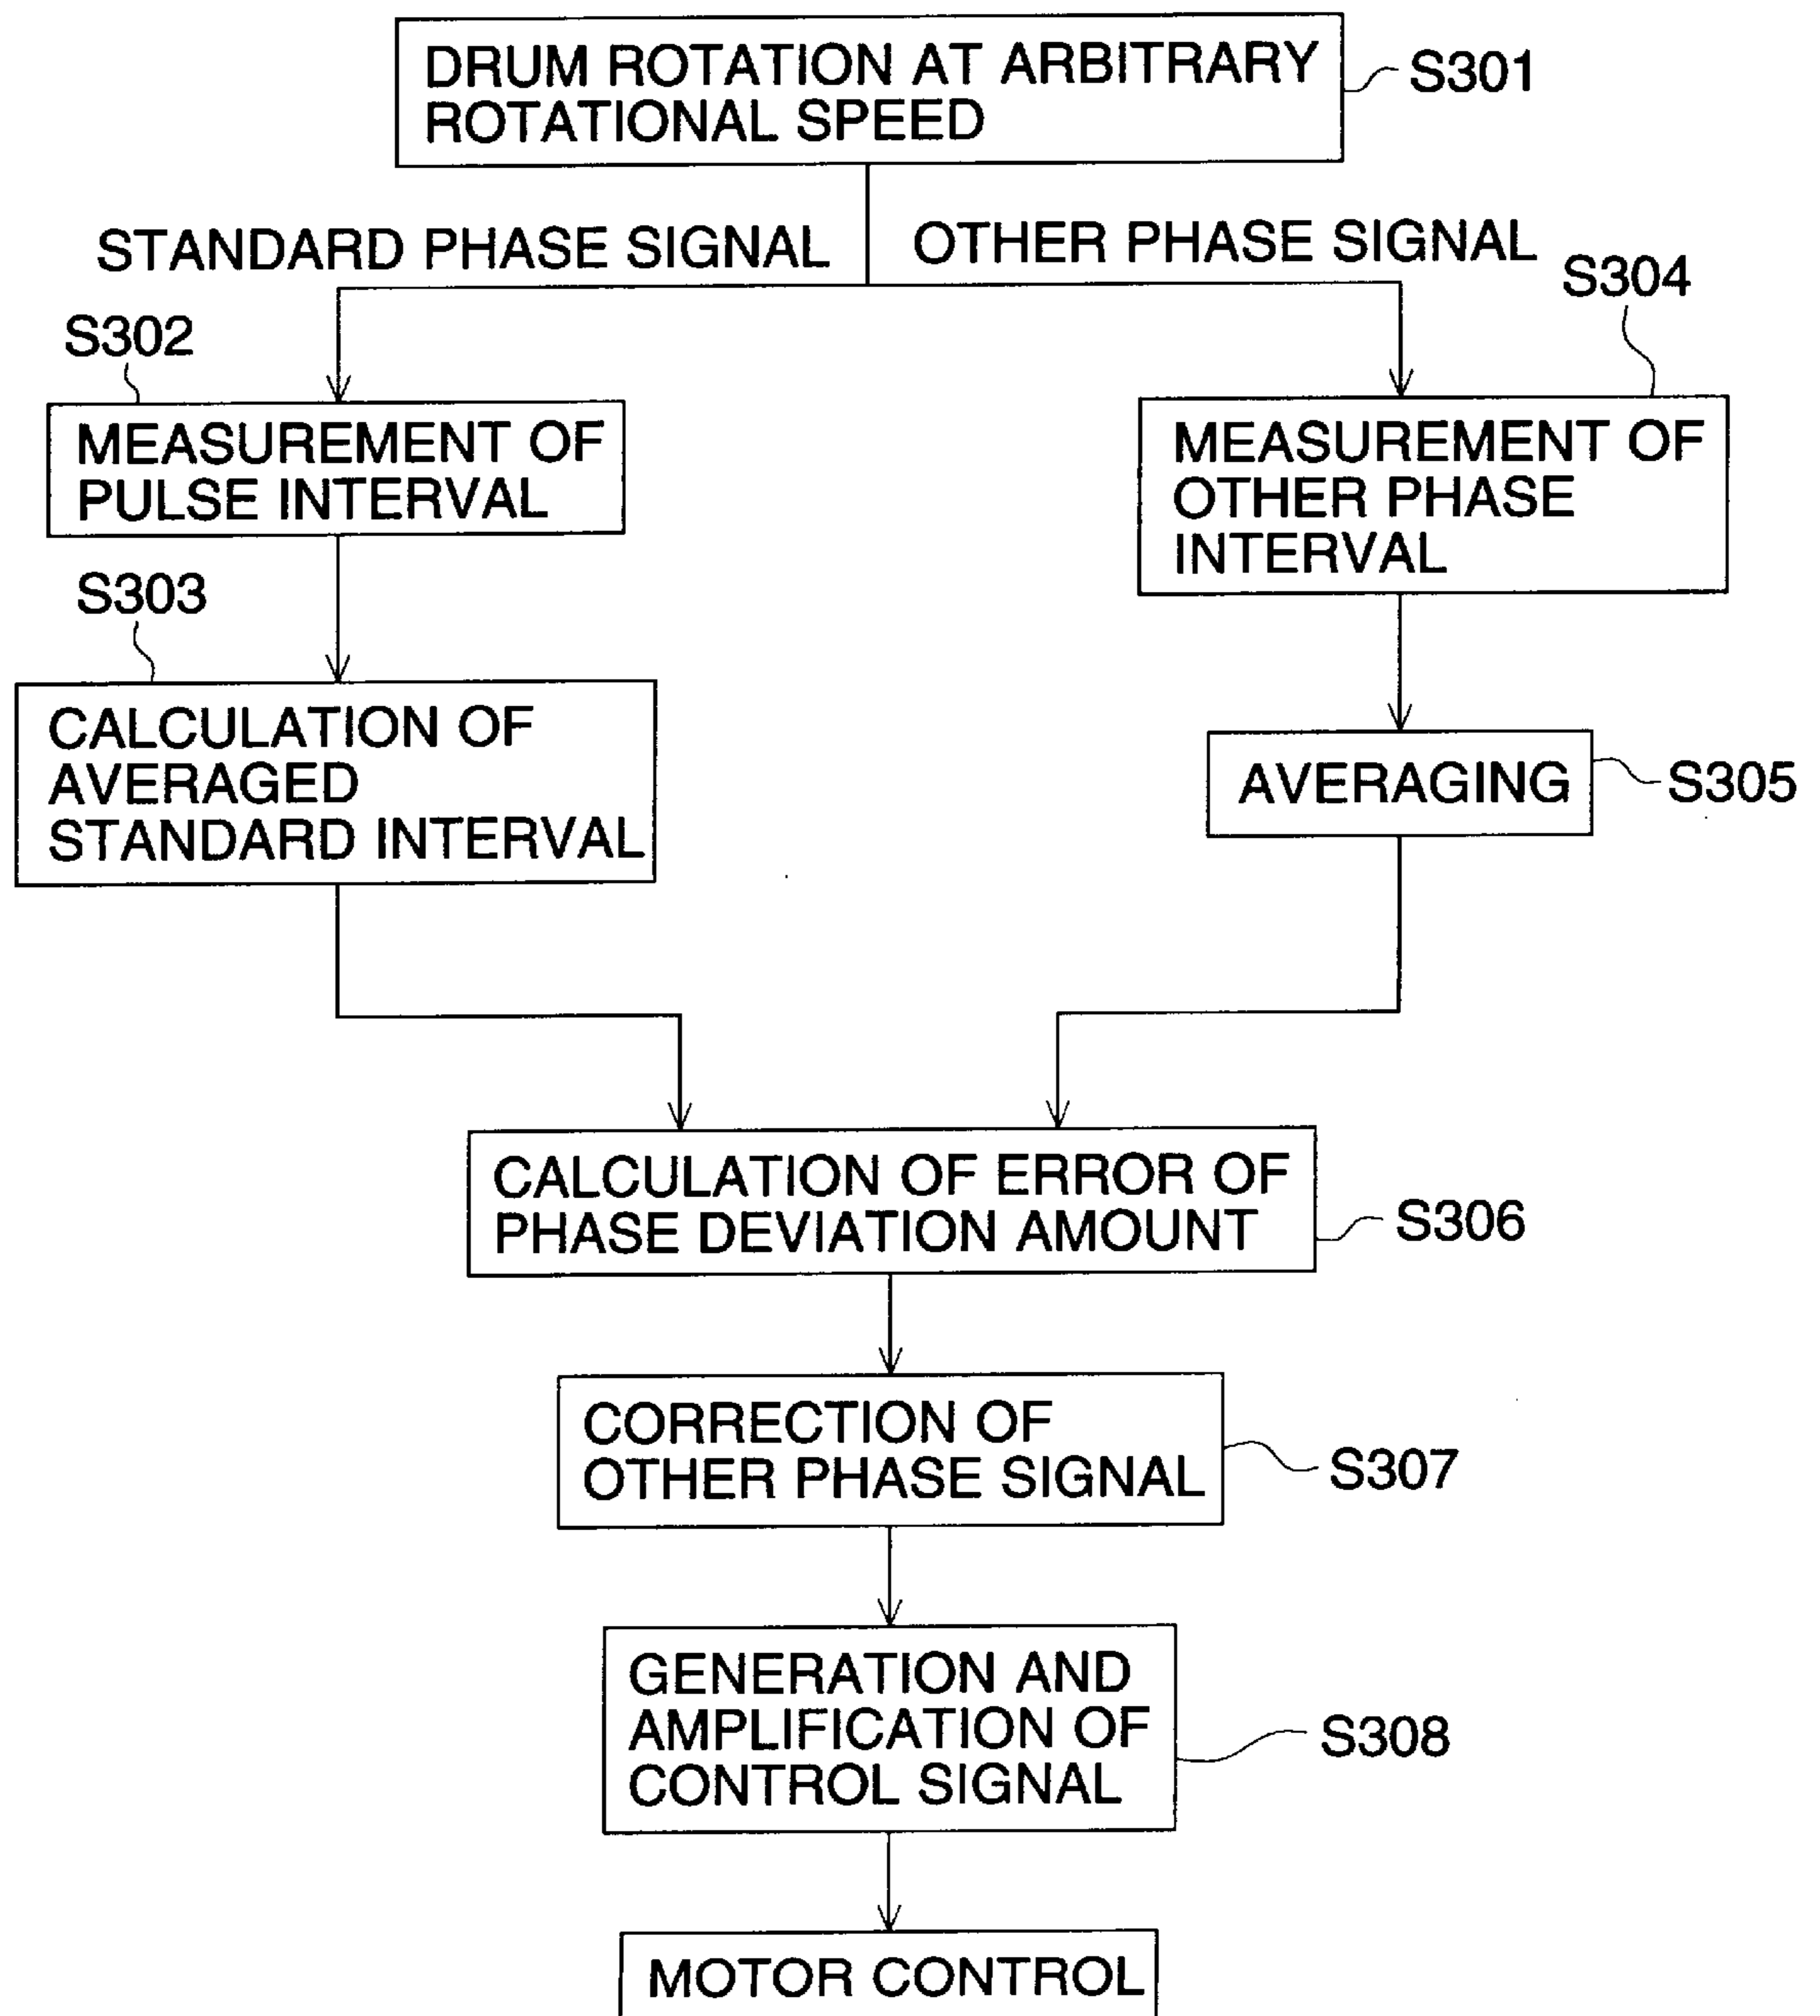 DRUM ROTATION AT ARBITRARY
ROTATIONAL SPEED
S301
STANDARD PHASE SIGNAL
OTHER PHASE SIGNAL
S302
MEASUREMENT OF
PULSE INTERVAL
S304
MEASUREMENT OF
OTHER PHASE
INTERVAL
S303
CALCULATION OF
AVERAGED
STANDARD INTERVAL
AVERAGING
S305
CALCULATION OF ERROR OF
PHASE DEVIATION AMOUNT
S306
CORRECTION OF
OTHER PHASE SIGNAL
S307
GENERATION AND
AMPLIFICATION OF
CONTROL SIGNAL
S308
MOTOR CONTROL